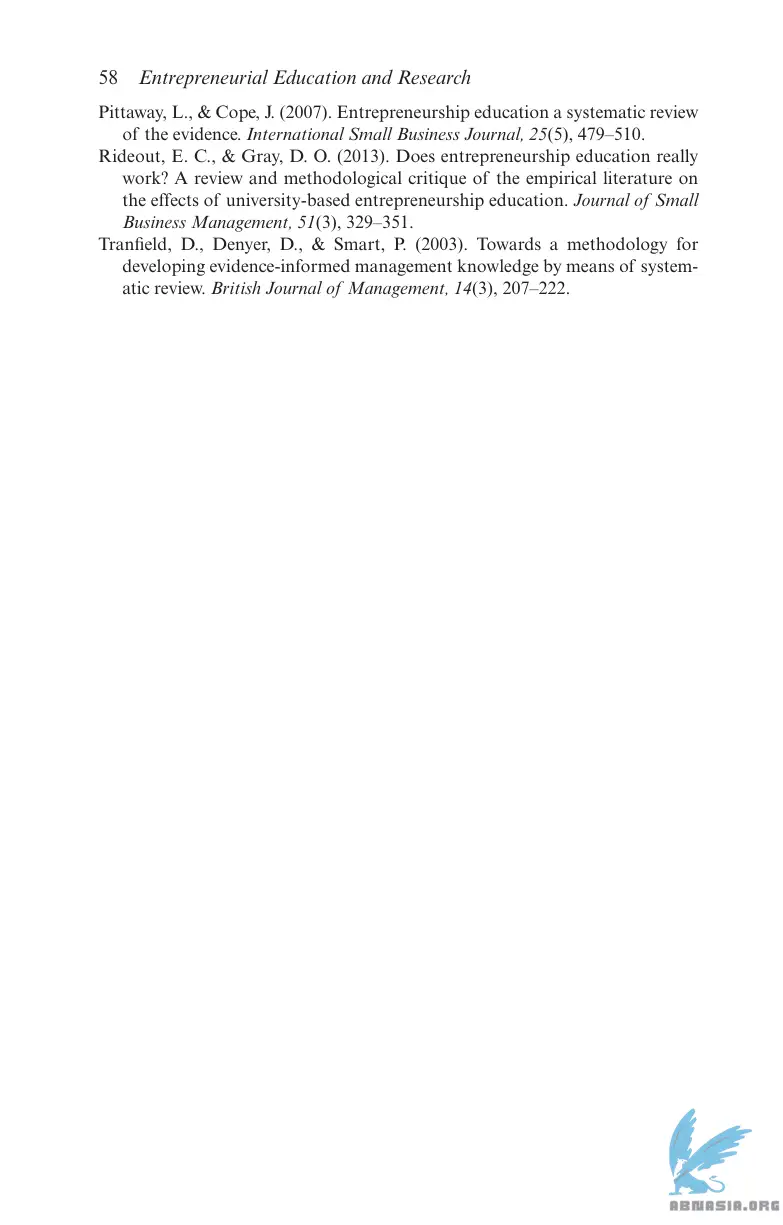 58 Entrepreneurial Education and Research
Pittaway, L., & Cope, J. (2007). Entrepreneurship education a systematic review
of the evidence. International Small Business Journal, 25(5), 479–510.
Rideout, E. C., & Gray, D. O. (2013). Does entrepreneurship education really
work? A review and methodological critique of the empirical literature on
the effects of university-based entrepreneurship education. Journal of Small
Business Management, 51(3), 329–351.
Tranfield, D., Denyer, D., & Smart, P. (2003). Towards a methodology for
developing evidence-informed management knowledge by means of system-
atic review. British Journal of Management, 14(3), 207–222.
ABNASIA.ORG